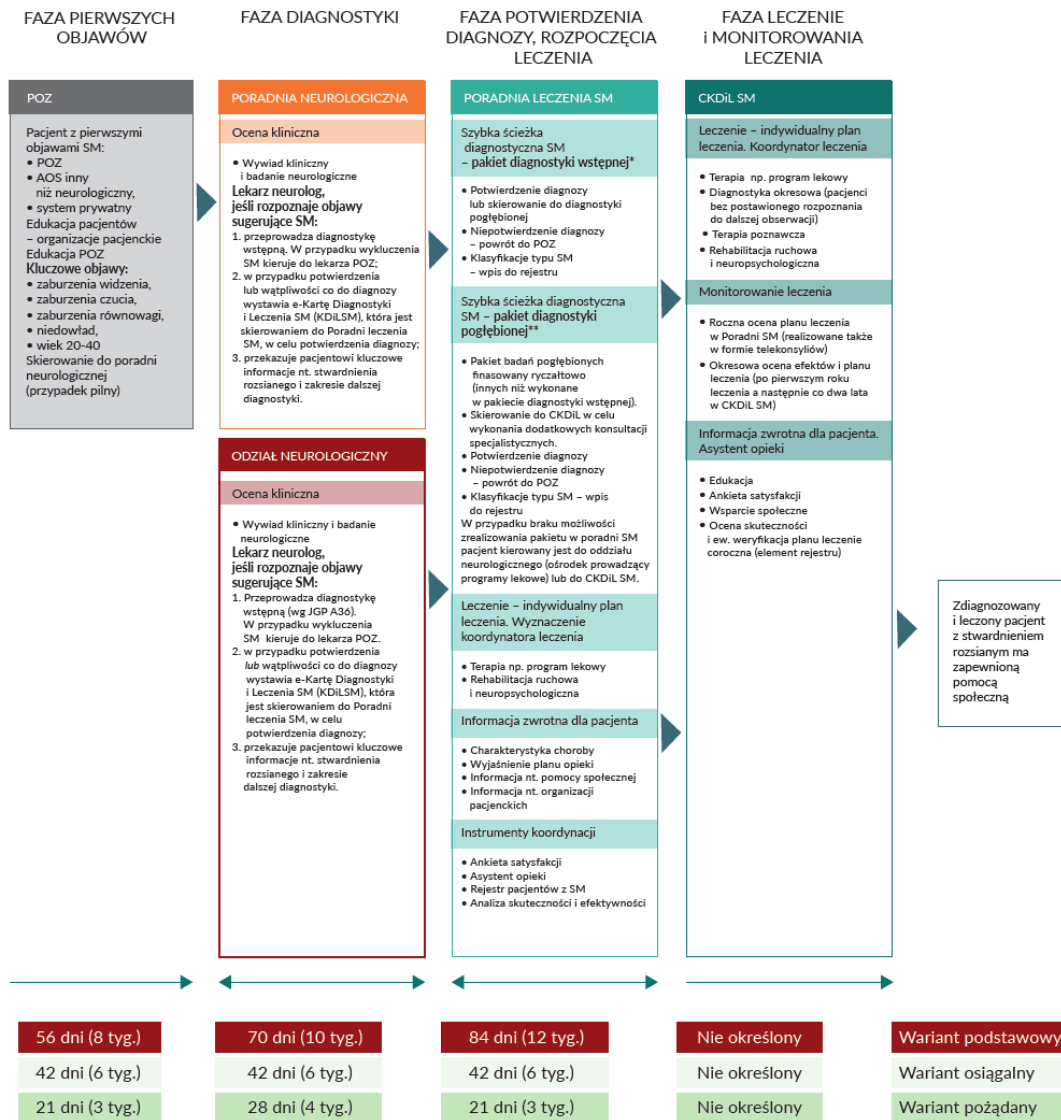 FAZA PIERWSZYCH
OBJAWÓW
FAZA DIAGNOSTYKI
FAZA POTWIERDZENIA
DIAGNOZY, ROZPOCZĘCIA
LECZENIA
FAZA LECZENIE
i MONITOROWANIA
LECZENIA
POZ
Pacjent z pierwszymi
objawami SM:
• POZ
• AOS inny
niż neurologiczny,
• system prywatny
Edukacja pacjentów
– organizacje pacjenckie
Edukacja POZ
Kluczowe objawy:
• zaburzenia widzenia,
• zaburzenia czucia,
• zaburzenia równowagi,
• niedowład,
• wiek 20-40
Skierowanie do poradni
neurologicznej
(przypadek pilny)
PORADNIA NEUROLOGICZNA
Ocena kliniczna
• Wywiad kliniczny
i badanie neurologiczne
Lekarz neurolog,
jeśli rozpoznaje objawy
sugerujące SM:
1. przeprowadza diagnostykę
wstępną. W przypadku wykluczenia
SM kieruje do lekarza POZ;
2. w przypadku potwierdzenia
lub wątpliwości co do diagnozy
wystawia e-Kartę Diagnostyki
i Leczenia SM (KDiLSM), która jest
skierowaniem do Poradni leczenia
SM, w celu potwierdzenia diagnozy;
3. przekazuje pacjentowi kluczowe
informacje nt. stwardnienia
rozsianego i zakresie dalszej
diagnostyki.
ODZIAŁ NEUROLOGICZNY
Ocena kliniczna
• Wywiad kliniczny i badanie
neurologiczne
Lekarz neurolog,
jeśli rozpoznaje objawy
sugerujące SM:
1. Przeprowadza diagnostykę
wstępną (wg JGP A36).
W przypadku wykluczenia
SM kieruje do lekarza POZ.
2. w przypadku potwierdzenia
lub wątpliwości co do diagnozy
wystawia e-Kartę Diagnostyki
i Leczenia SM (KDiLSM), która
jest skierowaniem do Poradni
leczenia SM, w celu
potwierdzenia diagnozy;
3. przekazuje pacjentowi kluczowe
informacje nt. stwardnienia
rozsianego i zakresie
dalszej diagnostyki.
PORADNIA LECZENIA SM
Szybka ścieżka
diagnostyczna SM
– pakiet diagnostyki wstępnej*
• Potwierdzenie diagnozy
lub skierowanie do diagnostyki
pogłębionej
• Niepotwierdzenie diagnozy
– powrót do POZ
• Klasyfikacje typu SM
– wpis do rejestru
Szybka ścieżka diagnostyczna
SM – pakiet diagnostyki
pogłębionej**
• Pakiet badań pogłębionych
finasowany ryczałtowo
(innych niż wykonane
w pakiecie diagnostyki wstępnej).
• Skierowanie do CKDiL w celu
wykonania dodatkowych konsultacji
specjalistycznych.
• Potwierdzenie diagnozy
• Niepotwierdzenie diagnozy
– powrót do POZ
• Klasyfikacje typu SM – wpis
do rejestru
W przypadku braku możliwości
zrealizowania pakietu w poradni SM
pacjent kierowany jest do oddziału
neurologicznego (ośrodek prowadzący
programy lekowe) lub do CKDiL SM.
Leczenie – indywidualny plan
leczenia. Wyznaczenie
koordynatora leczenia
• Terapia np. program lekowy
• Rehabilitacja ruchowa
i neuropsychologiczna
Informacja zwrotna dla pacjenta
• Charakterystyka choroby
• Wyjaśnienie planu opieki
• Informacja nt. pomocy społecznej
• Informacja nt. organizacji
pacjenckich
Instrumenty koordynacji
• Ankieta satysfakcji
• Asystent opieki
• Rejestr pacjentów z SM
• Analiza skuteczności i efektywności
CKDiL SM
Leczenie – indywidualny plan
leczenia. Koordynator leczenia
• Terapia np. program lekowy
• Diagnostyka okresowa (pacjenci
bez postawionego rozpoznania
do dalszej obserwacji)
• Terapia poznawcza
• Rehabilitacja ruchowa
i neuropsychologiczna
Monitorowanie leczenia
• Roczna ocena planu leczenia
w Poradni SM (realizowane także
w formie telekonsyliów)
• Okresowa ocena efektów i planu
leczenia (po pierwszym roku
leczenia a następnie co dwa lata
w CKDiL SM)
Informacja zwrotna dla pacjenta.
Asystent opieki
• Edukacja
• Ankieta satysfakcji
• Wsparcie społeczne
• Ocena skuteczności
i ew. weryfikacja planu leczenie
coroczna (element rejestru)
Zdiagnozowany
i leczony pacjent
z stwardnieniem
rozsianym ma
zapewnioną
pomocą
społeczną
56 dni (8 tyg.)
70 dni (10 tyg.)
84 dni (12 tyg.)
Nie określony
Wariant podstawowy
42 dni (6 tyg.)
42 dni (6 tyg.)
42 dni (6 tyg.)
Nie określony
Wariant osiągalny
21 dni (3 tyg.)
28 dni (4 tyg.)
21 dni (3 tyg.)
Nie określony
Wariant pożądany